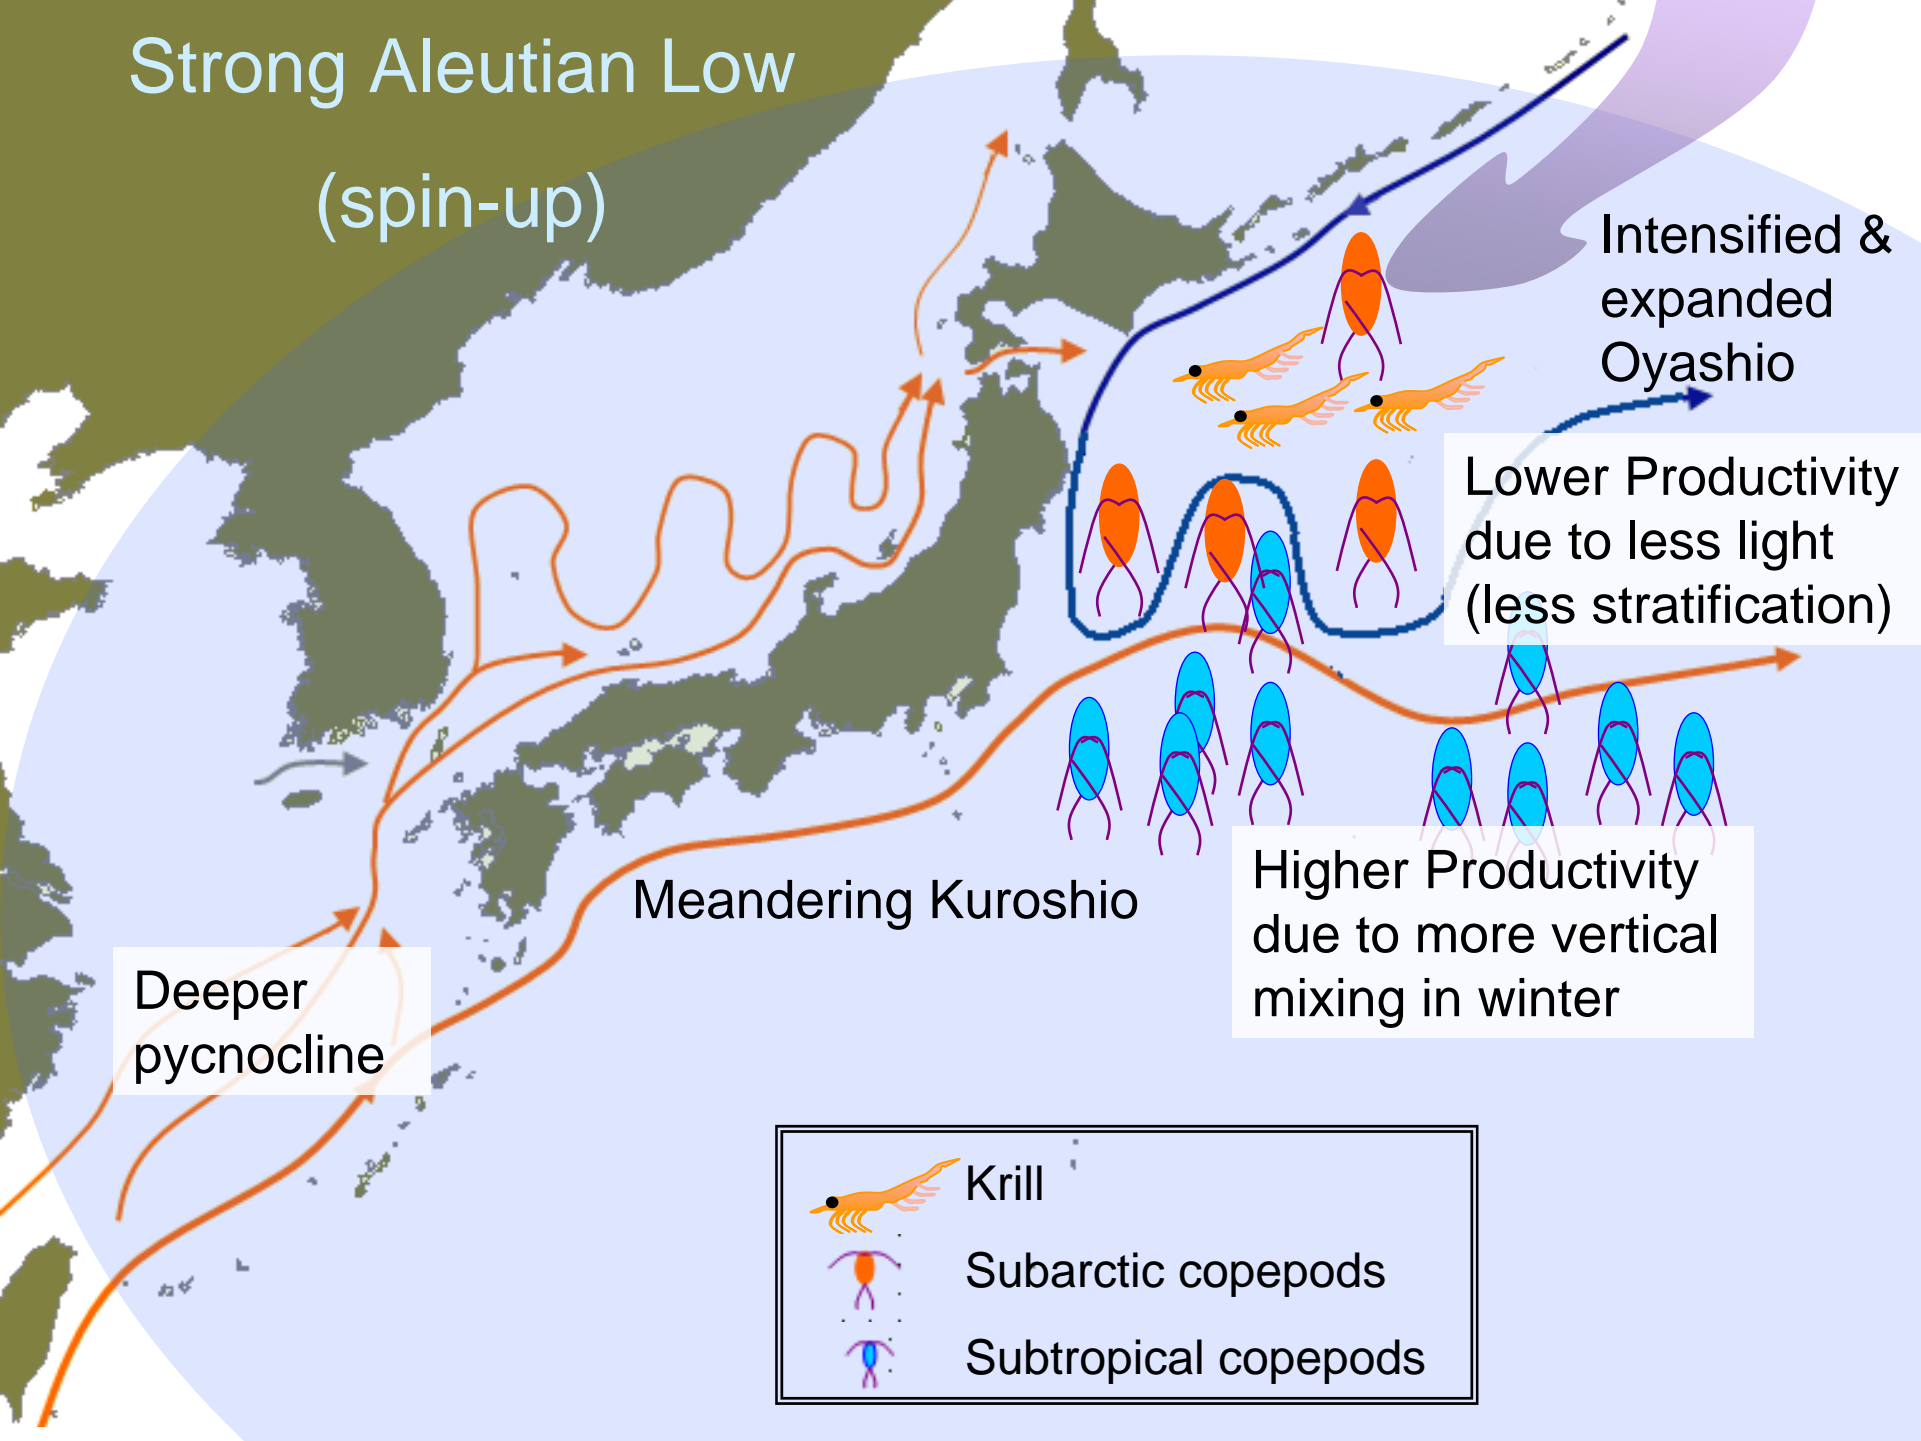 Strong Aleutian Low
(spin-up)
Intensified &
expanded
Oyashio
Lower Productivity
due to less light
(less stratification)
Meandering Kuroshio
Higher Productivity
due to more vertical
mixing in winter
Deeper
pycnocline
Krill
Subarctic copepods
Subtropical copepods